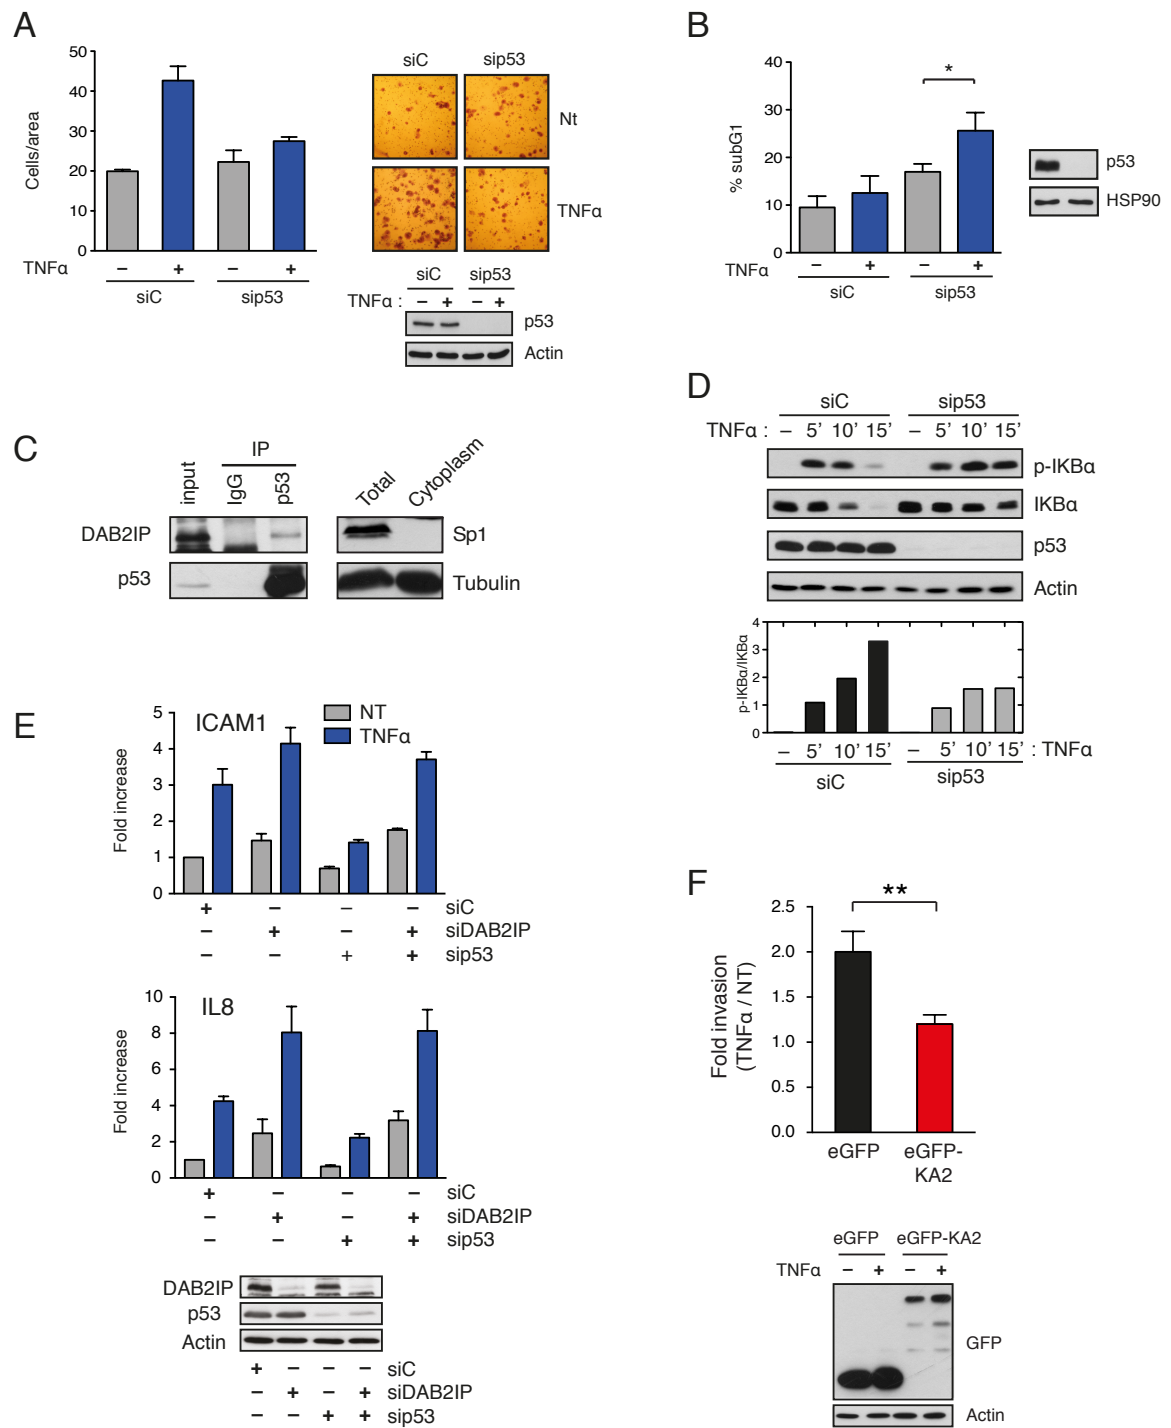 A
50
40
30
20
10
0
Cells/area
TNFα
– + – +
siC sip53
siC sip53
Nt
TNFα
siC sip53
TNFα : – + – +
p53
Actin
B
40
30
20
10
0
% subG1
*
TNFα
– + – +
siC sip53
p53
HSP90
C
IP
input IgG p53
DAB2IP
p53
Total Cytoplasm
Sp1
Tubulin
D
siC sip53
TNFα : – 5' 10' 15' – 5' 10' 15'
p-IKBα
IKBα
p53
Actin
4
3
2
1
0
p-IKBα/IKBα
– 5' 10' 15' – 5' 10' 15' : TNFα
siC sip53
E
ICAM1
NT
TNFα
5
4
3
2
1
0
Fold increase
+ – – – siC
– + – + siDAB2IP
– – + + sip53
IL8
10
8
6
4
2
0
Fold increase
+ – – – siC
– + – + siDAB2IP
– – + + sip53
DAB2IP
p53
Actin
+ – – – siC
– + – + siDAB2IP
– – + + sip53
F
2.5
2.0
1.5
1.0
0.5
0.0
Fold invasion
(TNFα / NT)
**
eGFP eGFP-
KA2
eGFP eGFP-KA2
TNFα – + – +
GFP
Actin